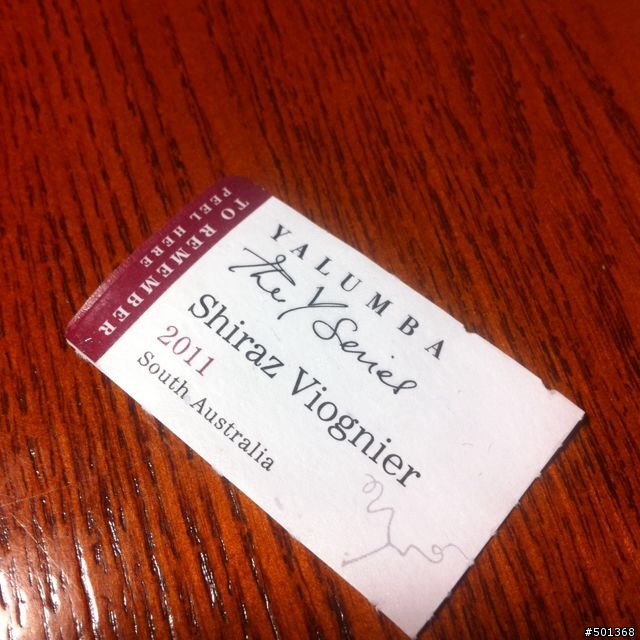 TO REMEMBER
PEEL HERE
YALUMBA
the Y Series
Shiraz Viognier
2011
South Australia
#501368